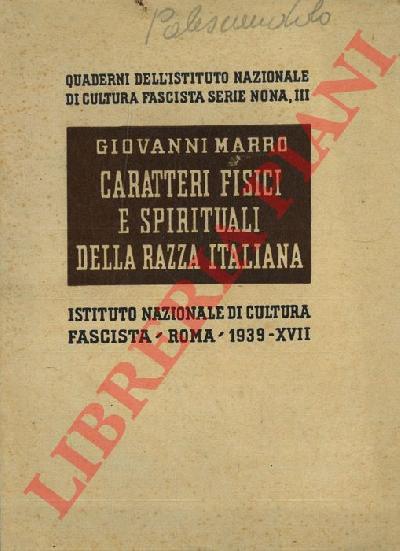 QUADERNI DELL'ISTITUTO NAZIONALE
DI CULTURA FASCISTA SERIE NONA, III
GIOVANNI MARRO
CARATTERI FISICI
E SPIRITUALI
DELLA RAZZA ITALIANA
ISTITUTO NAZIONALE DI CULTURA
FASCISTA - ROMA - 1939-XVII
LIBRERIA PIANI